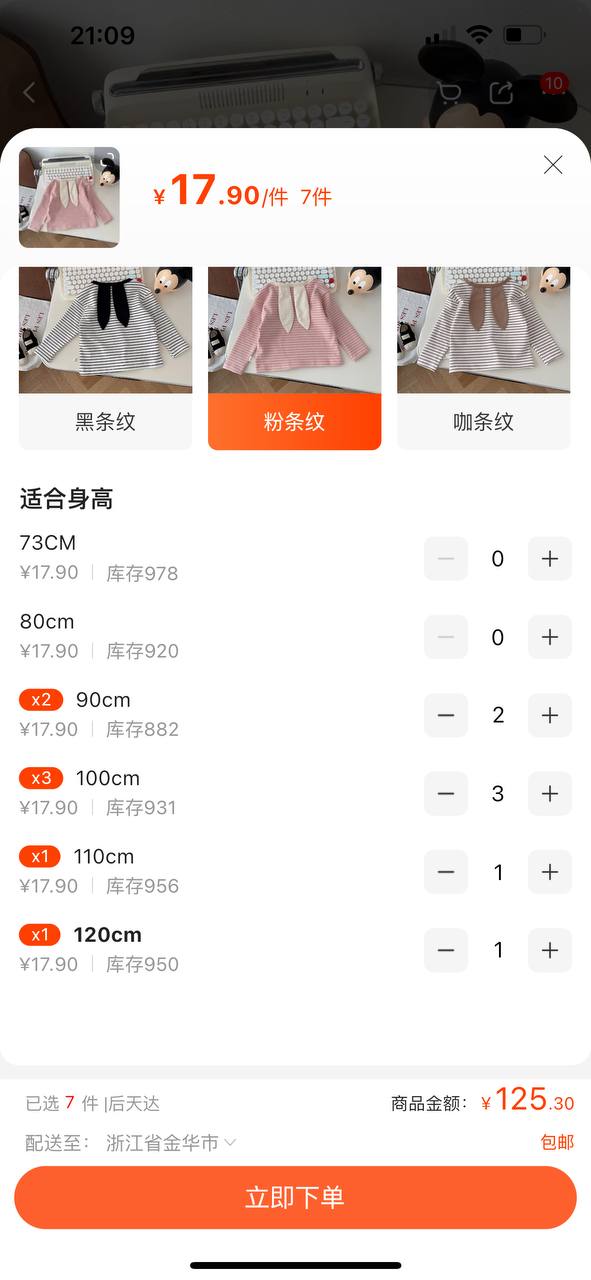 21:09
10
¥17.90/件 7件
黑条纹
粉条纹
咖条纹
适合身高
73CM
¥17.90 | 库存978
0
80cm
¥17.90 | 库存920
0
x2 90cm
¥17.90 | 库存882
2
x3 100cm
¥17.90 | 库存931
3
x1 110cm
¥17.90 | 库存956
1
x1 120cm
¥17.90 | 库存950
1
已选 7 件 |后天达
商品金额： ¥125.30
配送至： 浙江省金华市
包邮
立即下单